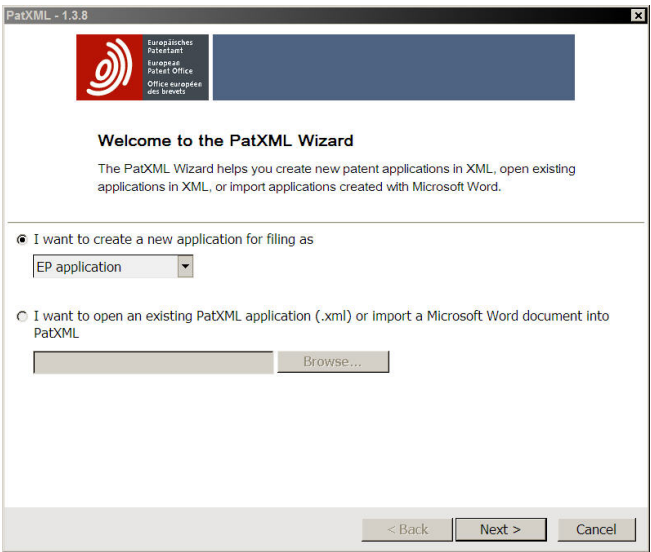 PatXML - 1.3.8
Europäisches
Patentamt
European
Patent Office
Office européen
des brevets
Welcome to the PatXML Wizard
The PatXML Wizard helps you create new patent applications in XML, open existing
applications in XML, or import applications created with Microsoft Word.
I want to create a new application for filing as
EP application
I want to open an existing PatXML application (.xml) or import a Microsoft Word document into
PatXML
Browse...
< Back Next > Cancel